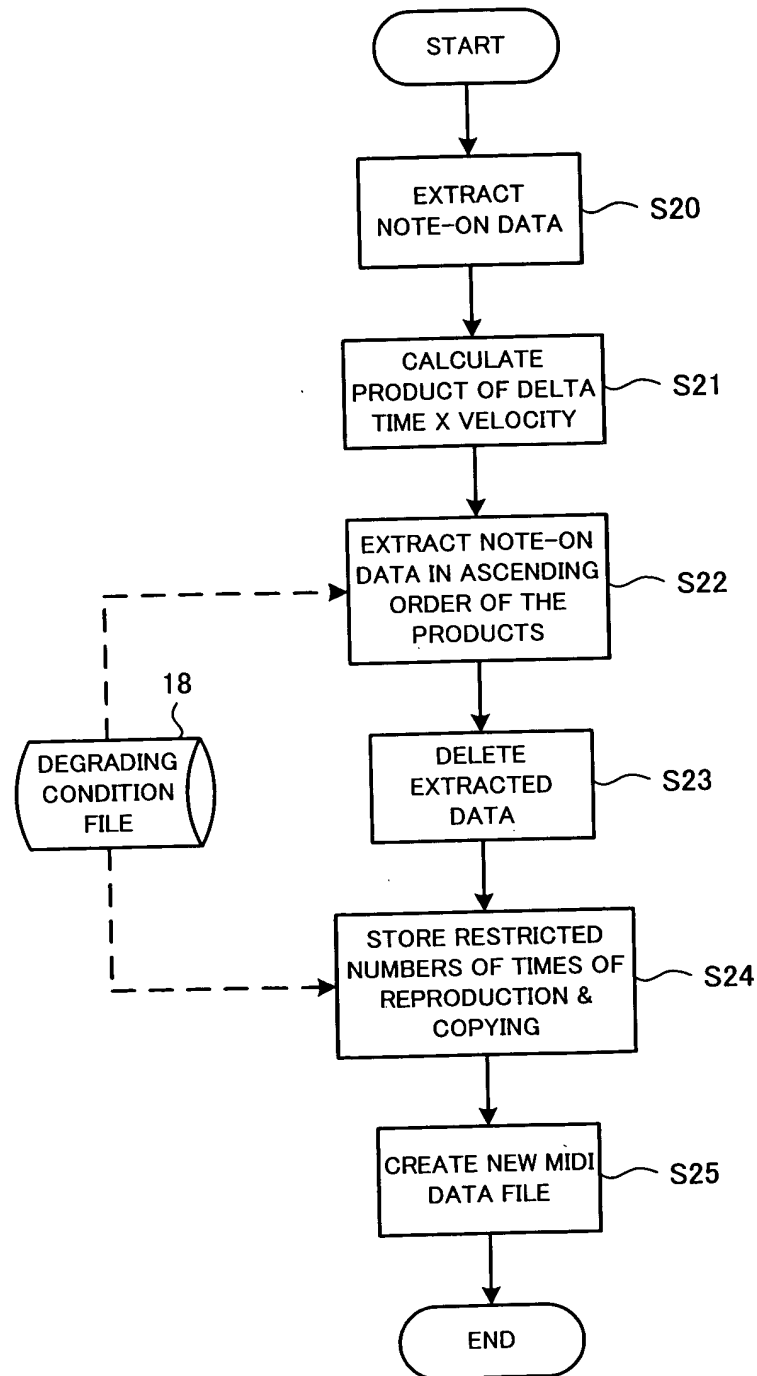 START
EXTRACT
NOTE-ON DATA
S20
CALCULATE
PRODUCT OF DELTA
TIME X VELOCITY
S21
EXTRACT NOTE-ON
DATA IN ASCENDING
ORDER OF THE
PRODUCTS
S22
18
DEGRADING
CONDITION
FILE
DELETE
EXTRACTED
DATA
S23
STORE RESTRICTED
NUMBERS OF TIMES OF
REPRODUCTION &
COPYING
S24
CREATE NEW MIDI
DATA FILE
S25
END